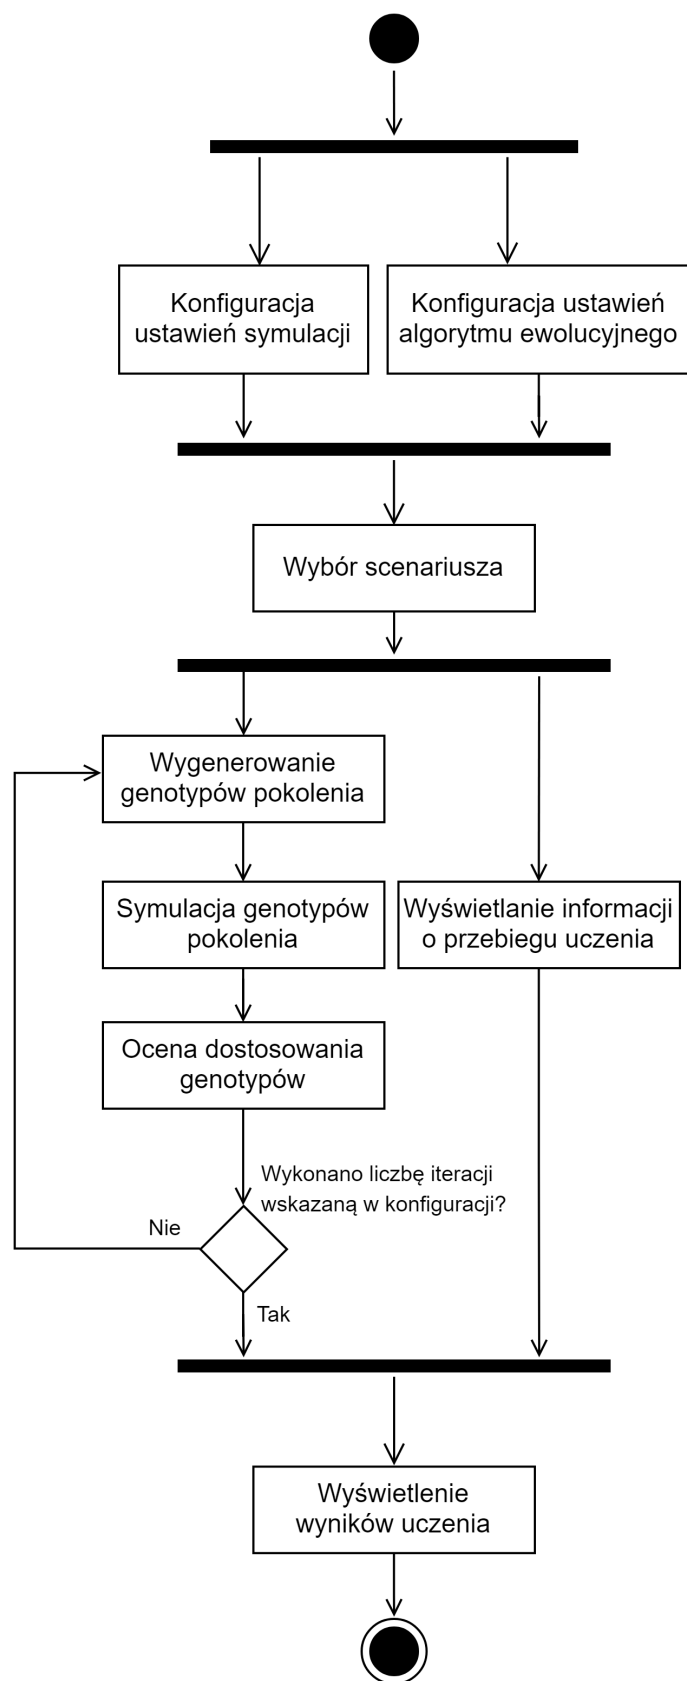 Konfiguracja
ustawień symulacji
Konfiguracja ustawień
algorytmu ewolucyjnego
Wybór scenariusza
Wygenerowanie
genotypów pokolenia
Symulacja genotypów
pokolenia
Wyświetlanie informacji
o przebiegu uczenia
Ocena dostosowania
genotypów
Wykonano liczbę iteracji
wskazaną w konfiguracji?
Nie
Tak
Wyświetlenie
wyników uczenia